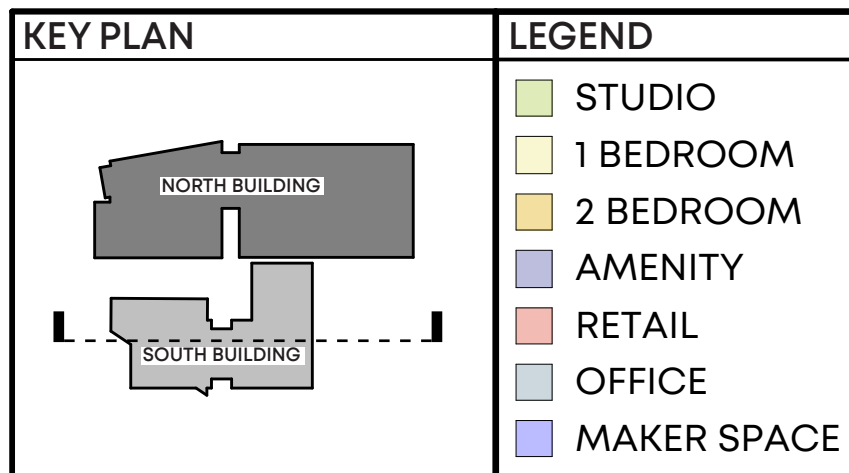 KEY PLAN
NORTH BUILDING
SOUTH BUILDING
LEGEND
STUDIO
1 BEDROOM
2 BEDROOM
AMENITY
RETAIL
OFFICE
MAKER SPACE